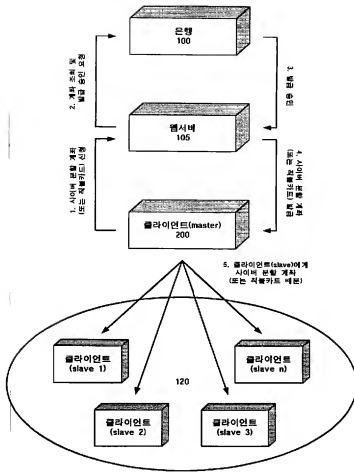 은행
100
2. 계좌 조회 및
발급 승인 요청
3. 발급 승인
웹서버
105
1. 사이버 분할 계좌
(또는 직불카드) 신청
4. 사이버 분할 계좌
(또는 직불카드) 발급
클라이언트(master)
200
5. 클라이언트(slave)에게
사이버 분할 계좌
(또는 직불카드 배분)
클라이언트
(slave 1)
클라이언트
(slave n)
120
클라이언트
(slave 2)
클라이언트
(slave 3)